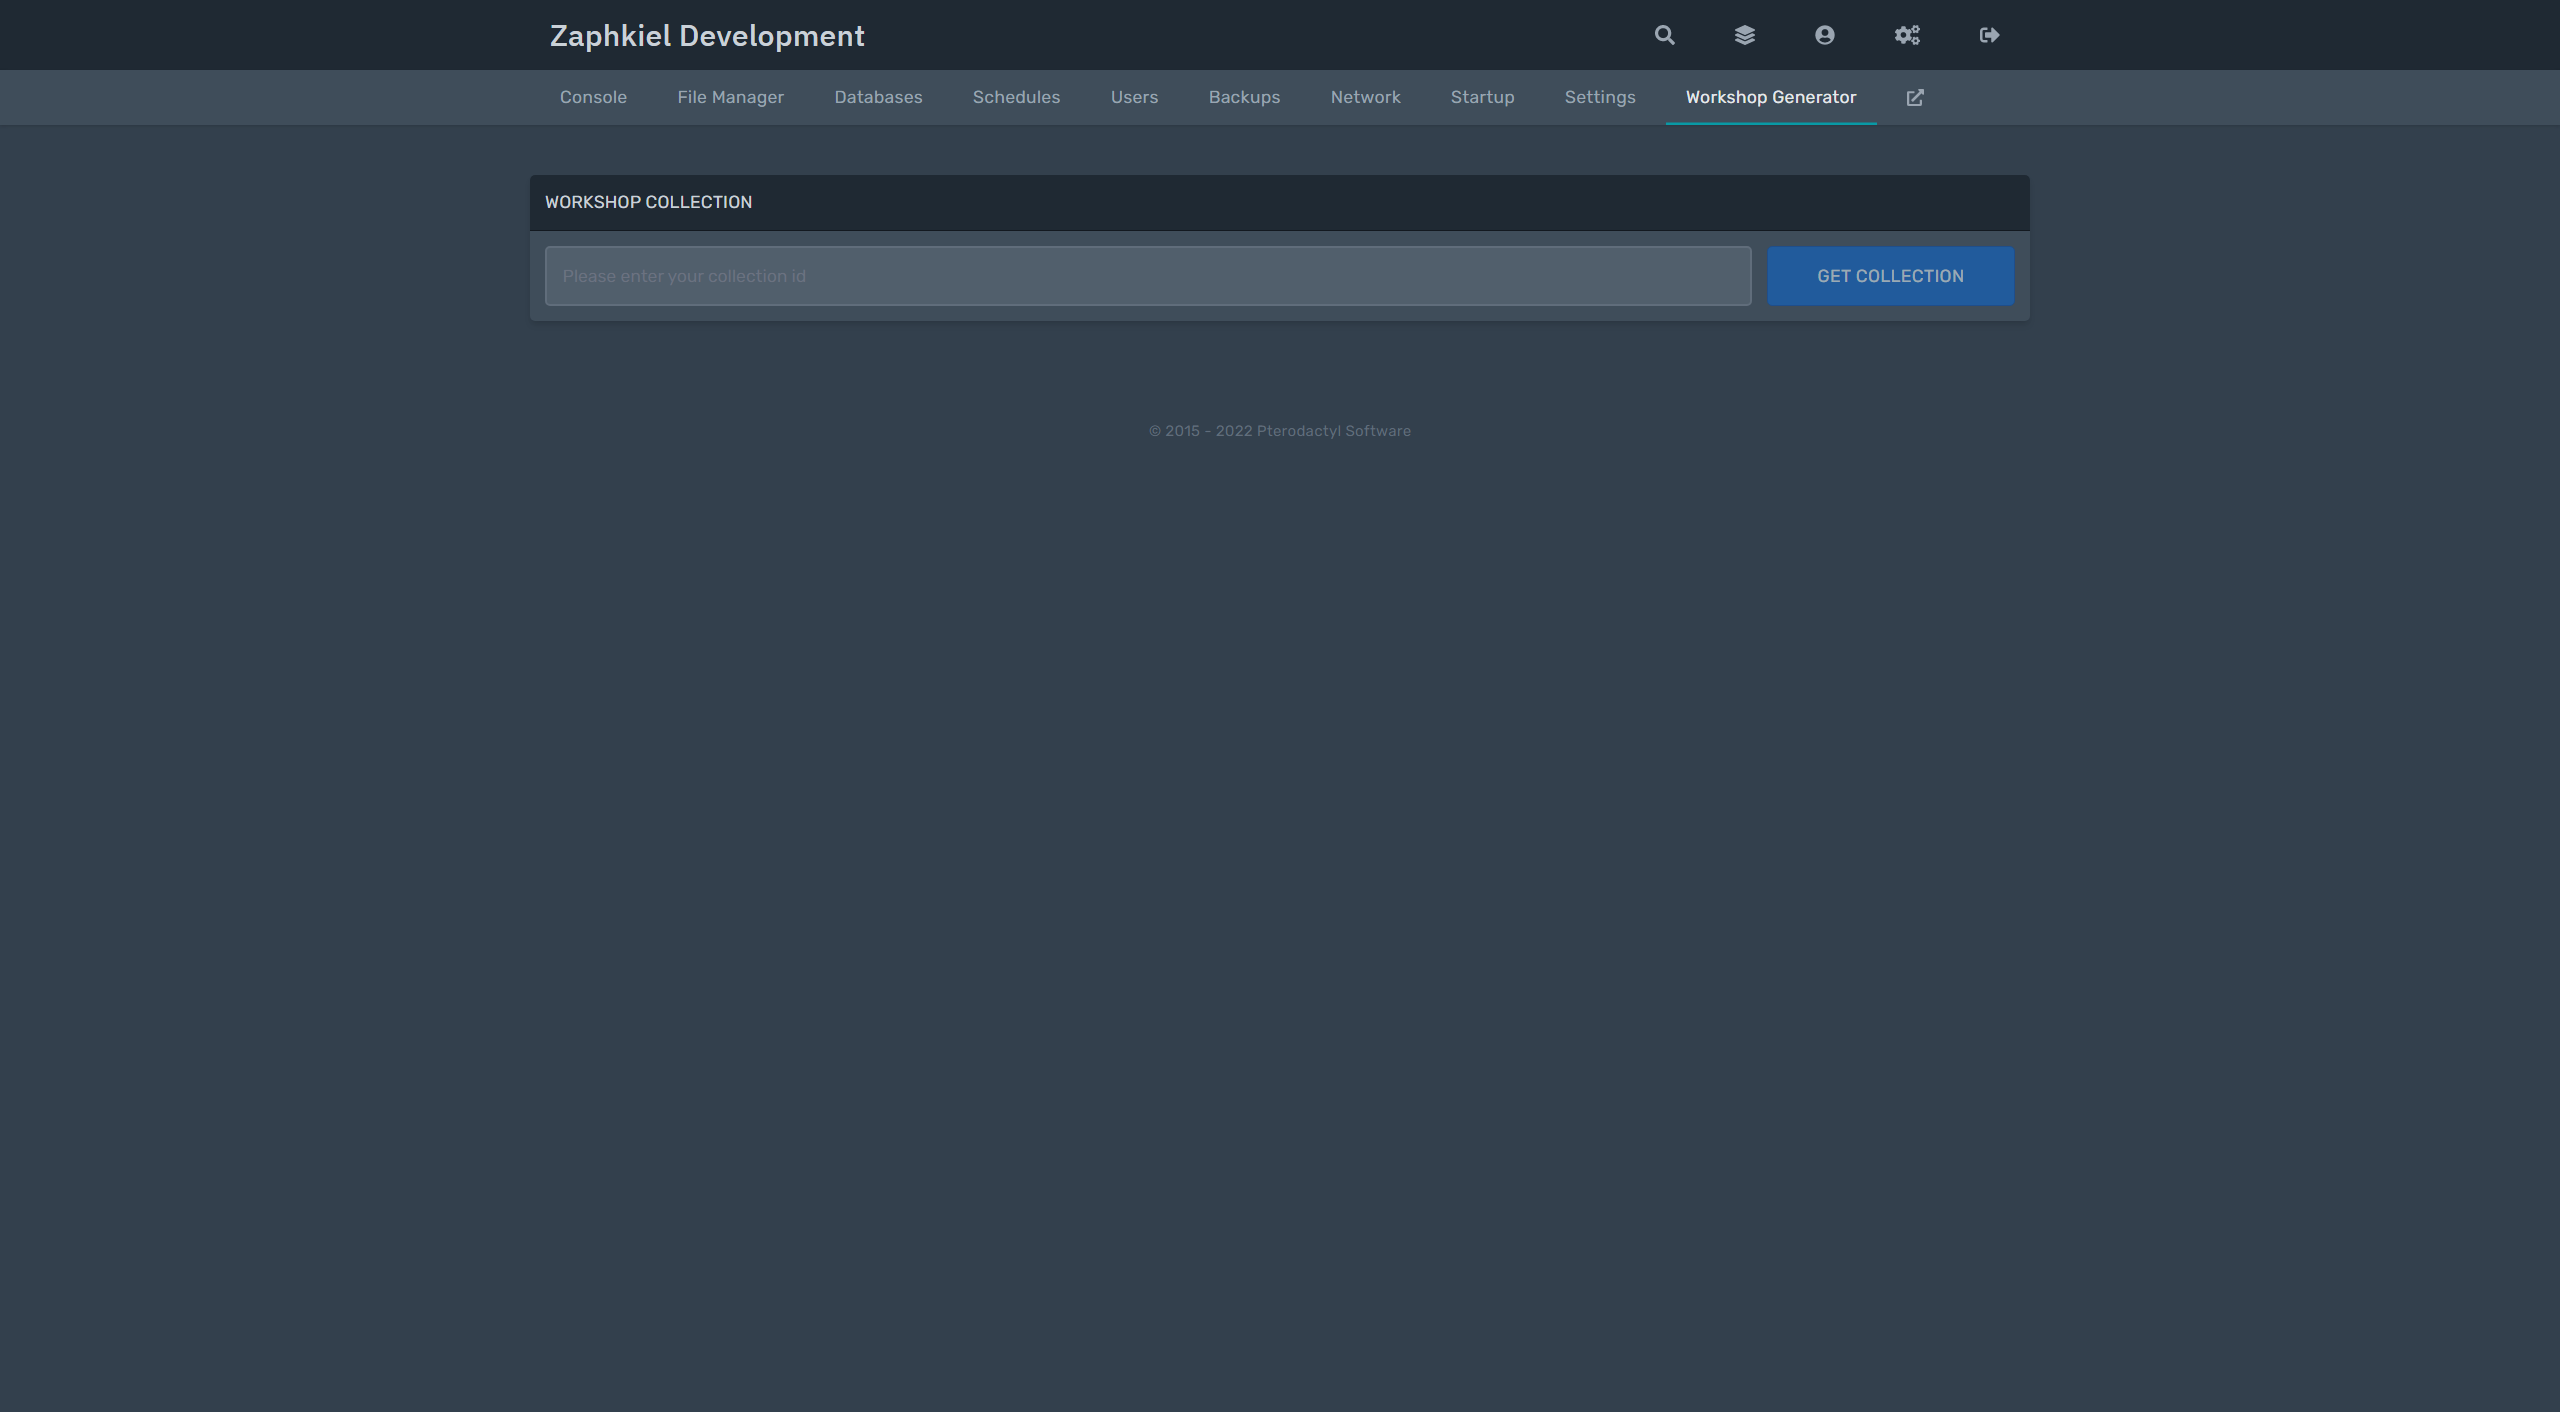 Zaphkiel Development
Console File Manager Databases Schedules Users Backups Network Startup Settings Workshop Generator
WORKSHOP COLLECTION
Please enter your collection id GET COLLECTION
© 2015 - 2022 Pterodactyl Software